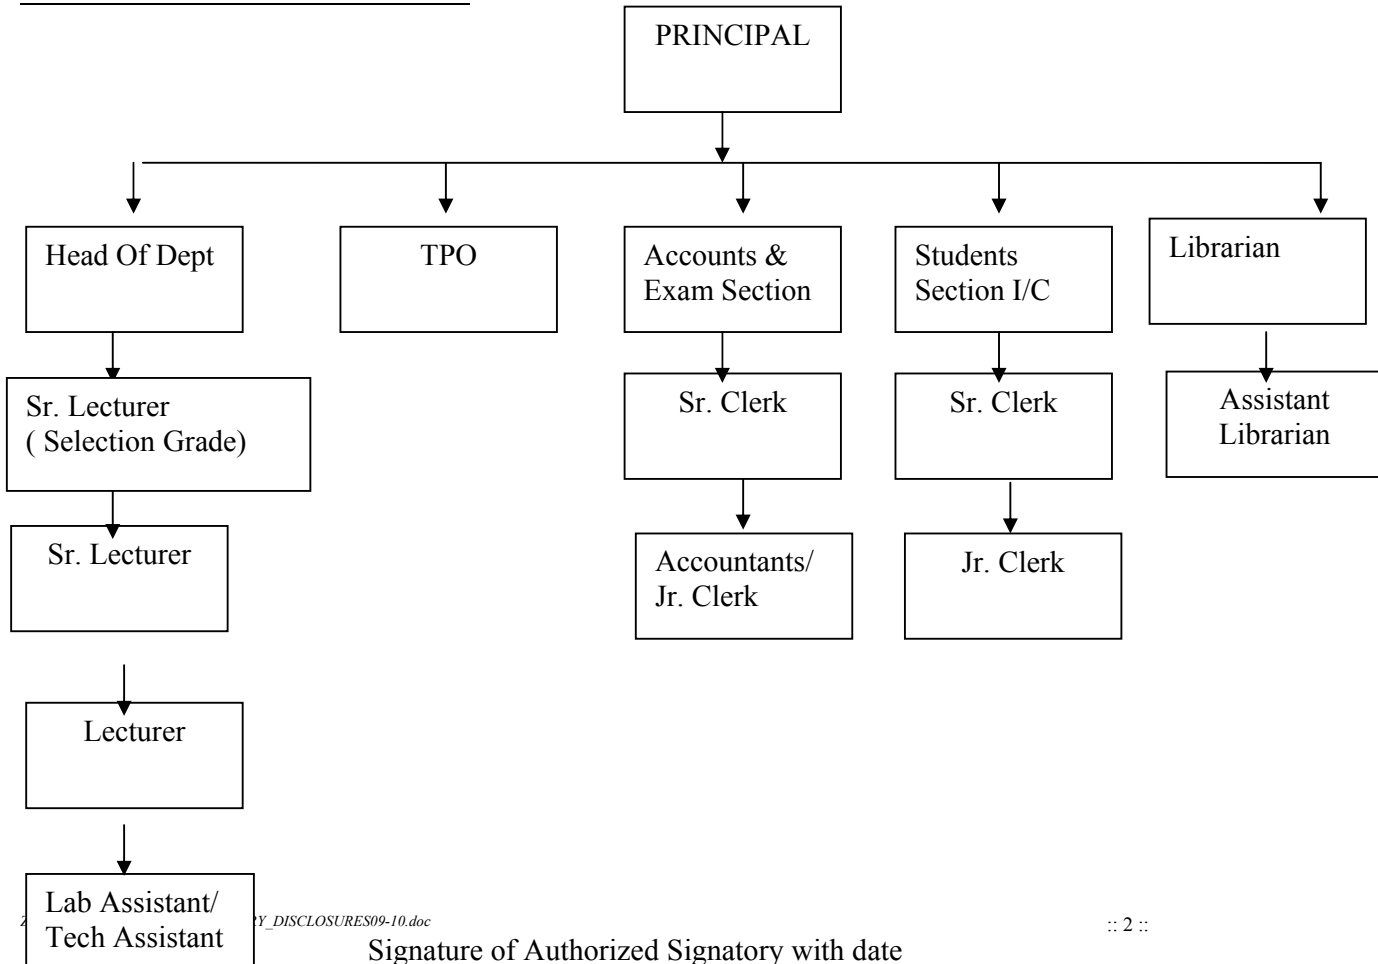 PRINCIPAL
Head Of Dept
TPO
Accounts &
Exam Section
Students
Section I/C
Librarian
Sr. Lecturer
( Selection Grade)
Sr. Clerk
Sr. Clerk
Assistant
Librarian
Sr. Lecturer
Accountants/
Jr. Clerk
Jr. Clerk
Lecturer
Lab Assistant/
Tech Assistant
Y_DISCLOSURES09-10.doc
:: 2 ::
Signature of Authorized Signatory with date